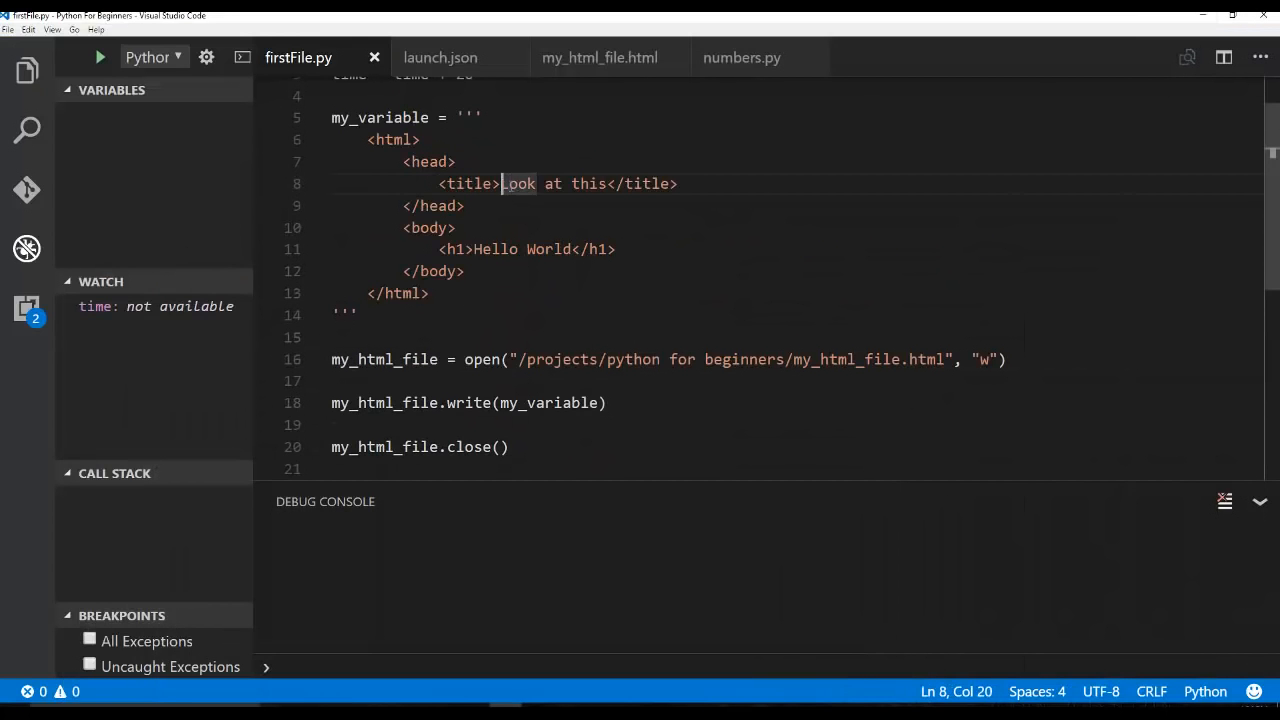 firstFile.py - Python For Beginners - Visual Studio Code
File Edit View Go Help
Python
firstFile.py
launch.json
my_html_file.html
numbers.py
VARIABLES
WATCH
time: not available
2
CALL STACK
BREAKPOINTS
All Exceptions
Uncaught Exceptions
4
5 my_variable = '''
6 <html>
7 <head>
8 <title>Look at this</title>
9 </head>
10 <body>
11 <h1>Hello World</h1>
12 </body>
13 </html>
14 '''
15
16 my_html_file = open("/projects/python for beginners/my_html_file.html", "w")
17
18 my_html_file.write(my_variable)
19
20 my_html_file.close()
21
DEBUG CONSOLE
0 0 Ln 8, Col 20 Spaces: 4 UTF-8 CRLF Python